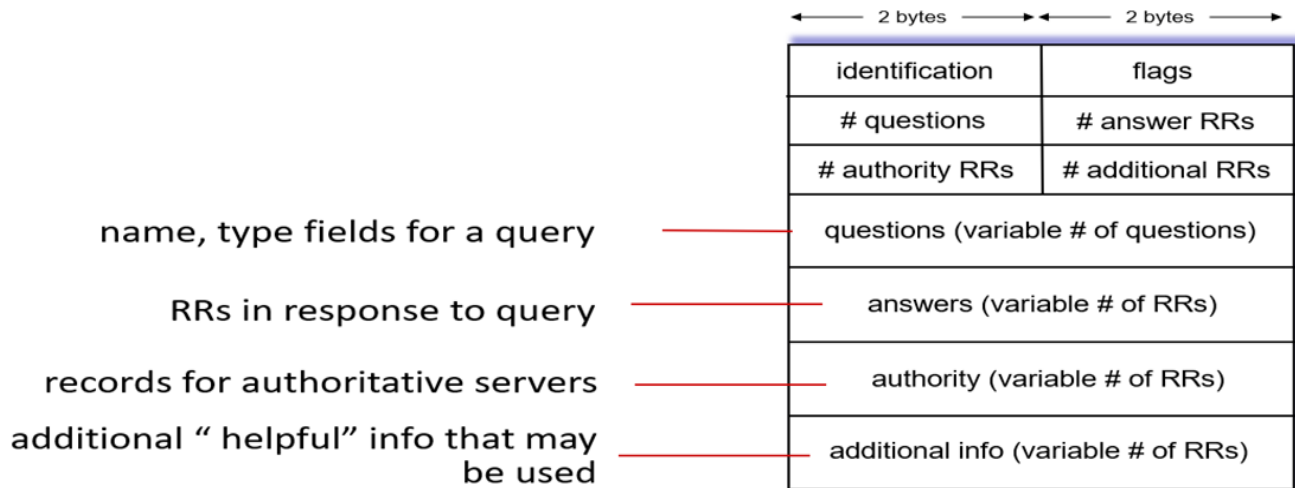 2 bytes 2 bytes
identification flags
# questions # answer RRs
# authority RRs # additional RRs
name, type fields for a query questions (variable # of questions)
RRs in response to query answers (variable # of RRs)
records for authoritative servers authority (variable # of RRs)
additional “ helpful” info that may additional info (variable # of RRs)
be used